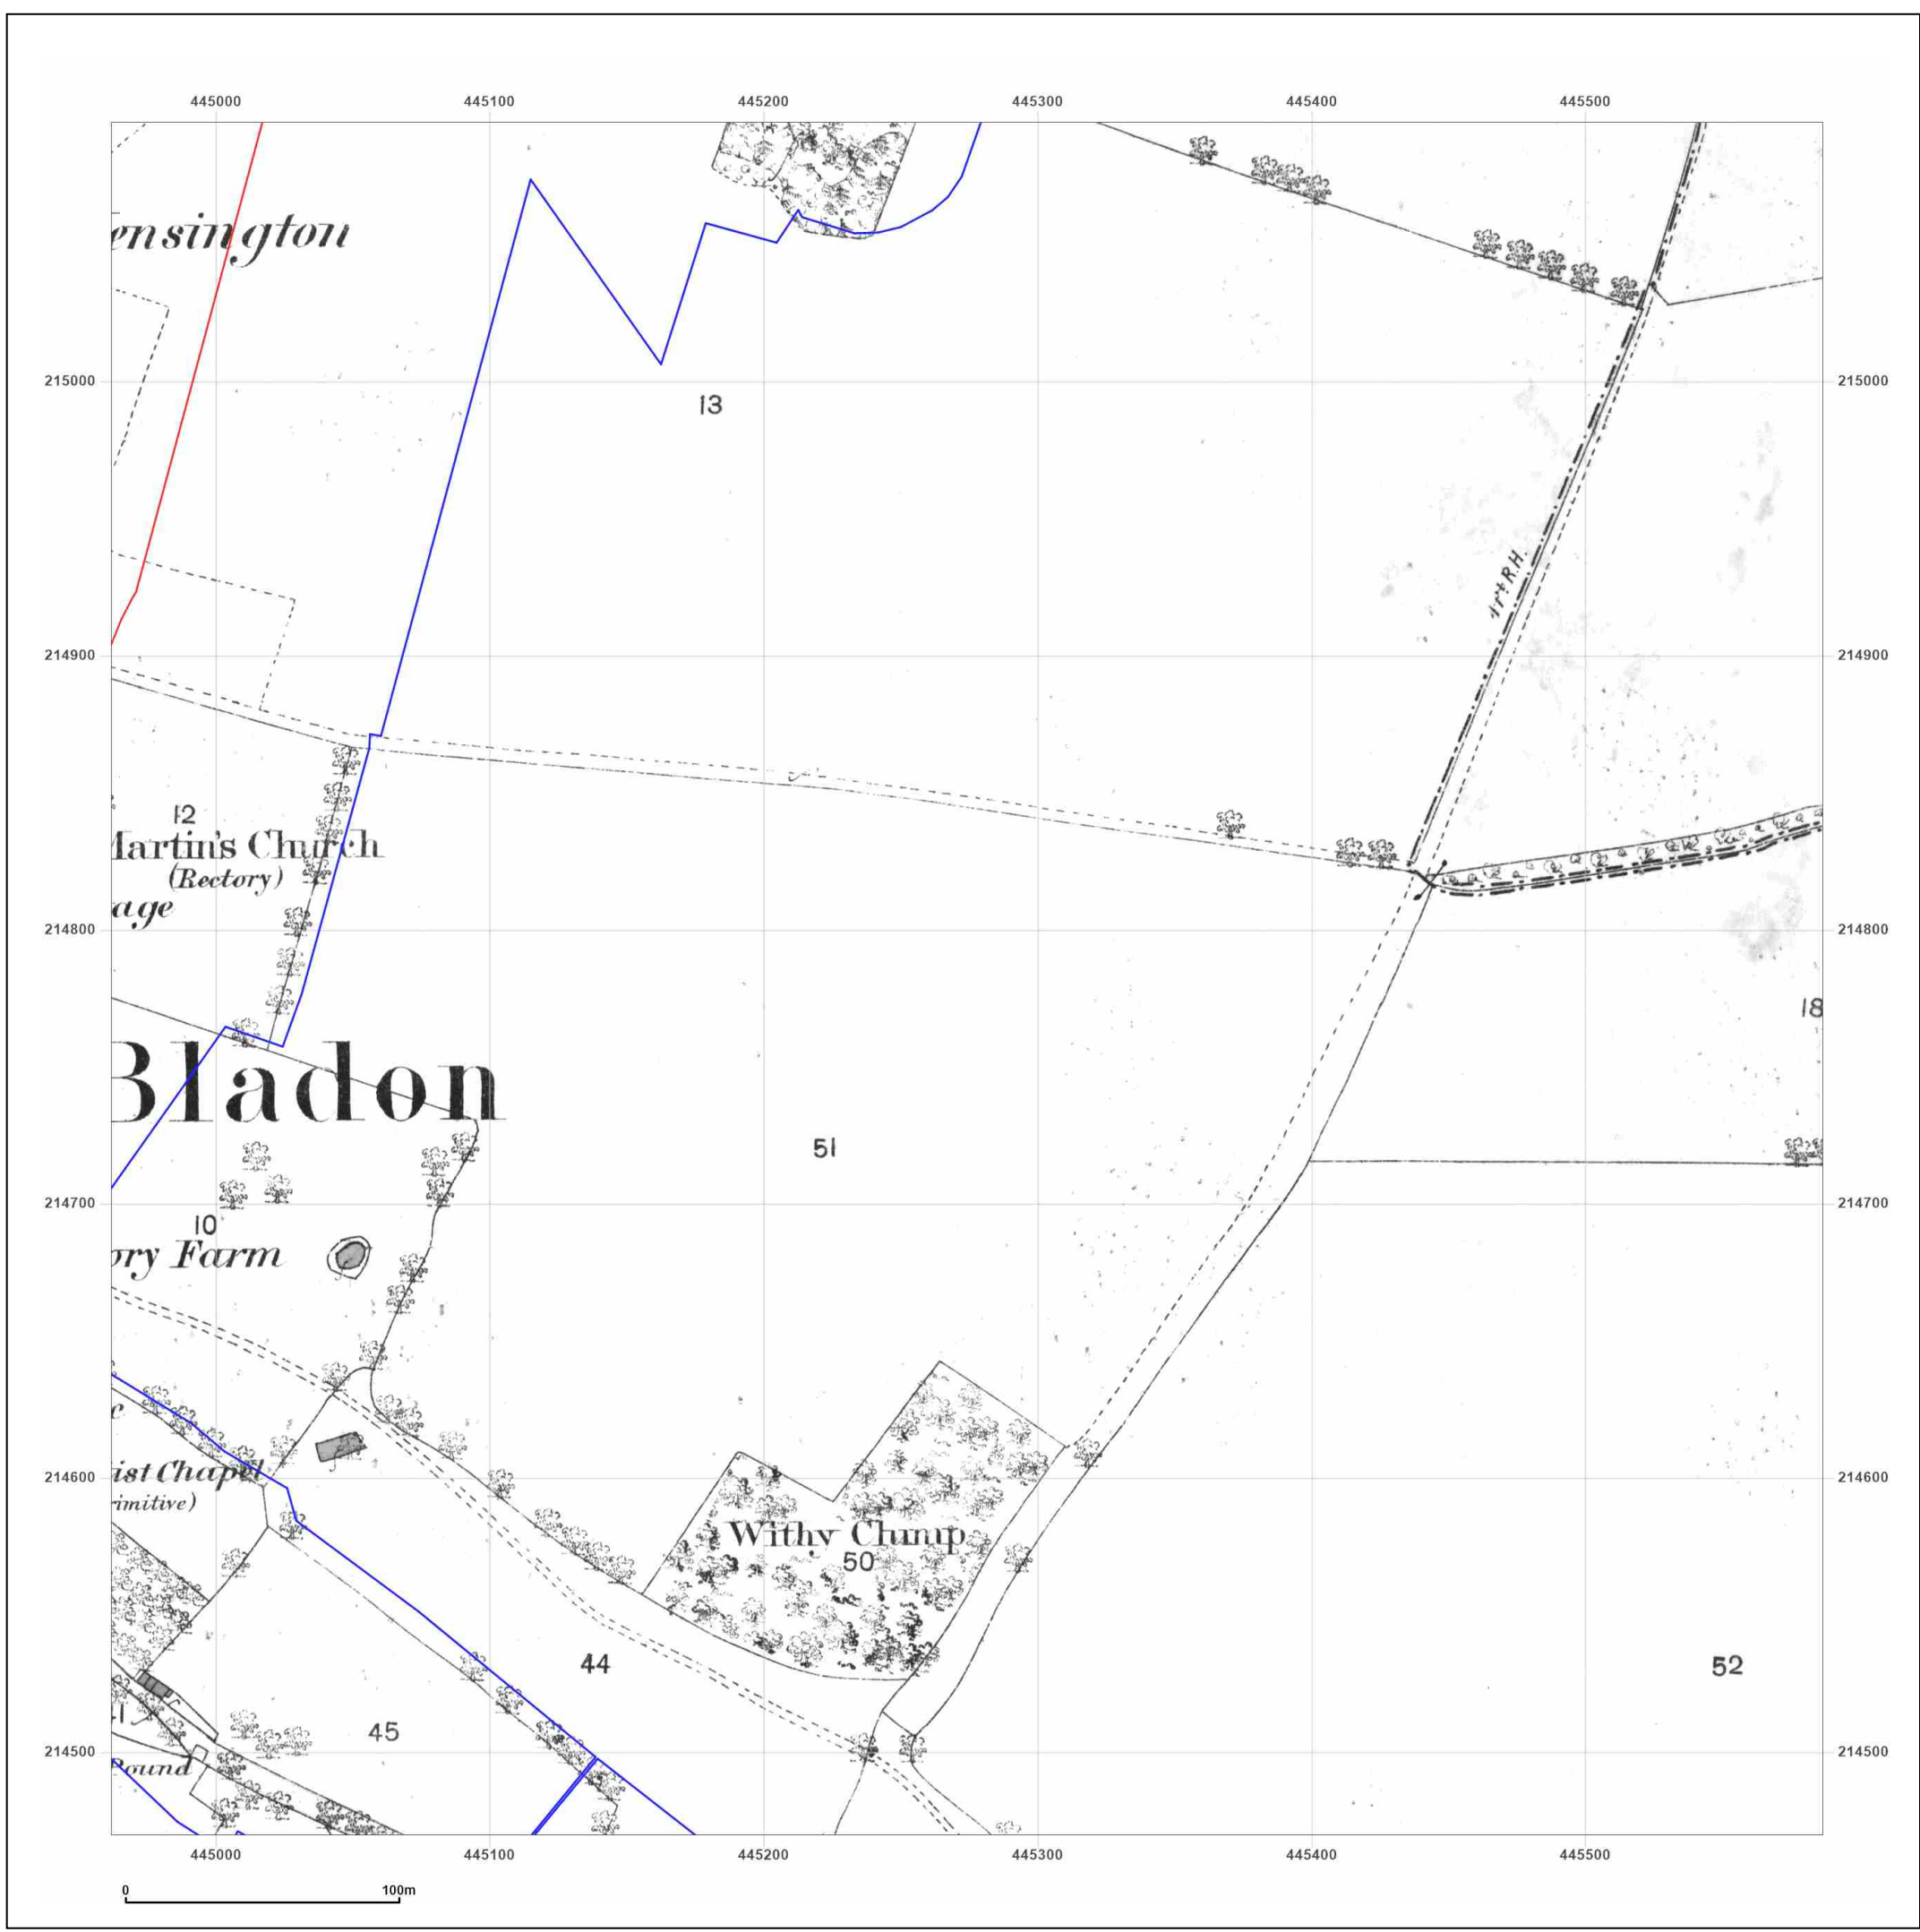 445000 445100 445200 445300 445400 445500
ensington
215000 215000
13
4ft R.H.
214900 214900
12
Martin's Church
(Rectory)
age
214800 214800
18
Bladon
51
214700 214700
10
ory Farm
214600 214600
ist Chapel
rimitive)
Withy Clump
50
44
52
41
45
214500 214500
Pound
445000 445100 445200 445300 445400 445500
0 100m